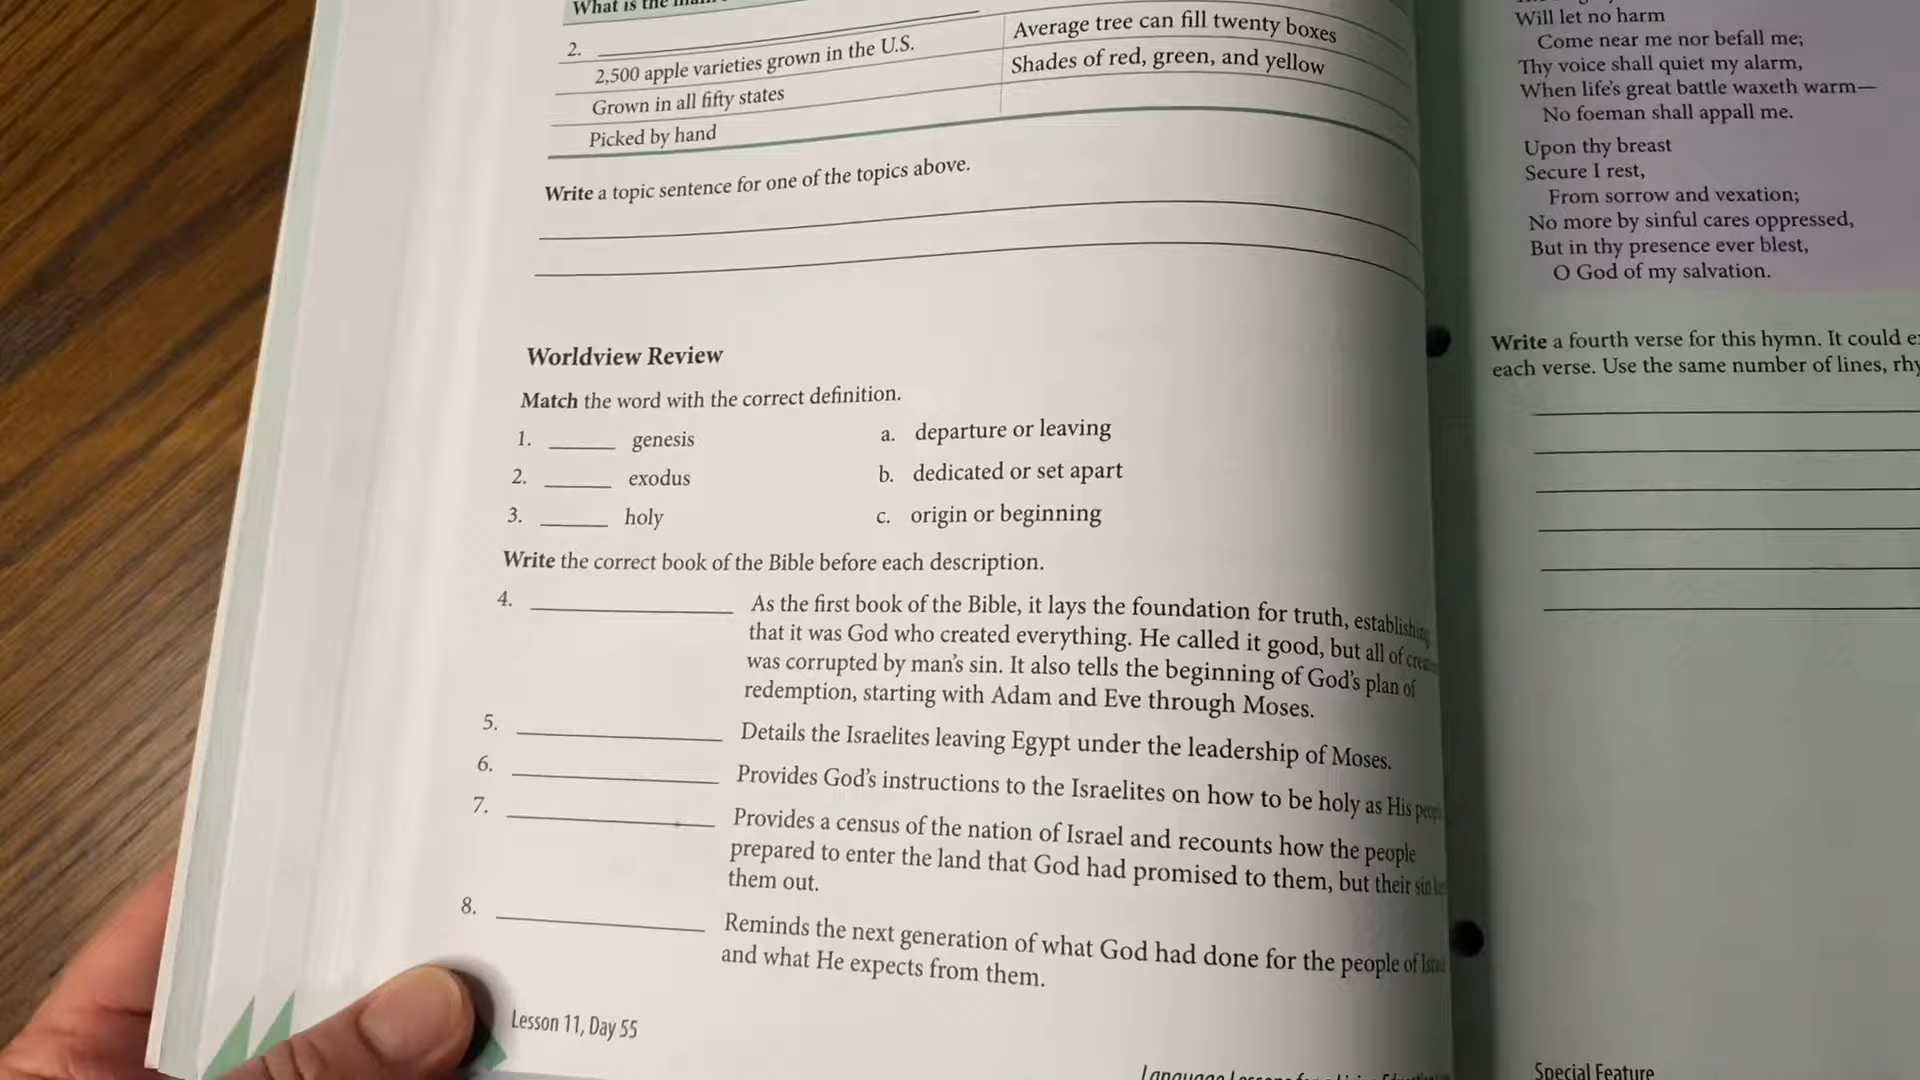 What is the
2.
2,500 apple varieties grown in the U.S.
Grown in all fifty states
Picked by hand
Average tree can fill twenty boxes
Shades of red, green, and yellow
Write a topic sentence for one of the topics above.
Worldview Review
Match the word with the correct definition.
1. genesis
a. departure or leaving
2. exodus
b. dedicated or set apart
3. holy
c. origin or beginning
Write the correct book of the Bible before each description.
4. As the first book of the Bible, it lays the foundation for truth, establishing
that it was God who created everything. He called it good, but all of
was corrupted by man's sin. It also tells the beginning of God's plan of
redemption, starting with Adam and Eve through Moses.
5. Details the Israelites leaving Egypt under the leadership of Moses.
6. Provides God's instructions to the Israelites on how to be holy as His
7. Provides a census of the nation of Israel and recounts how the people
prepared to enter the land that God had promised to them, but their sin
them out.
8. Reminds the next generation of what God had done for the people of
and what He expects from them.
Lesson 11, Day 55
Will let no harm
Come near me nor befall me;
Thy voice shall quiet my alarm,
When life's great battle waxeth warm—
No foeman shall appall me.
Upon thy breast
Secure I rest,
From sorrow and vexation;
No more by sinful cares oppressed,
But in thy presence ever blest,
O God of my salvation.
Write a fourth verse for this hymn. It could
each verse. Use the same number of lines,
Special Feature